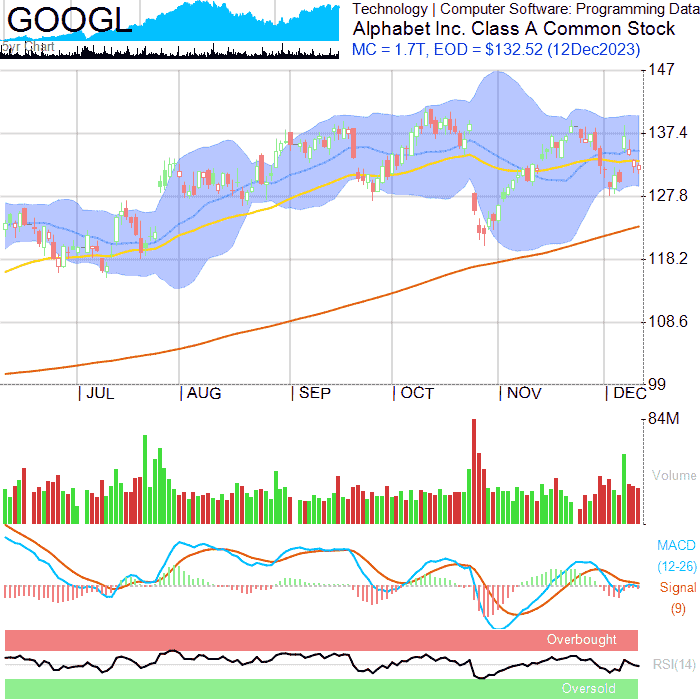 GOOGL
Technology | Computer Software: Programming Data
Alphabet Inc. Class A Common Stock
MC = 1.7T, EOD = $132.52 (12Dec2023)
147
137.4
127.8
118.2
108.6
99
| JUL | AUG | SEP | OCT | NOV | DEC
84M
Volume
MACD
(12-26)
Signal
(9)
Overbought
RSI(14)
Oversold